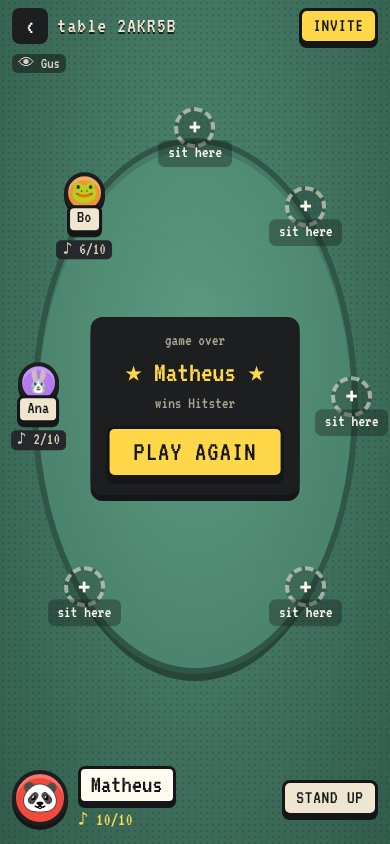 table 2AKR5B
INVITE
Gus
sit here
Bo
sit here
♪ 6/10
game over
★ Matheus ★
wins Hitster
PLAY AGAIN
Ana
sit here
♪ 2/10
sit here
sit here
Matheus
♪ 10/10
STAND UP